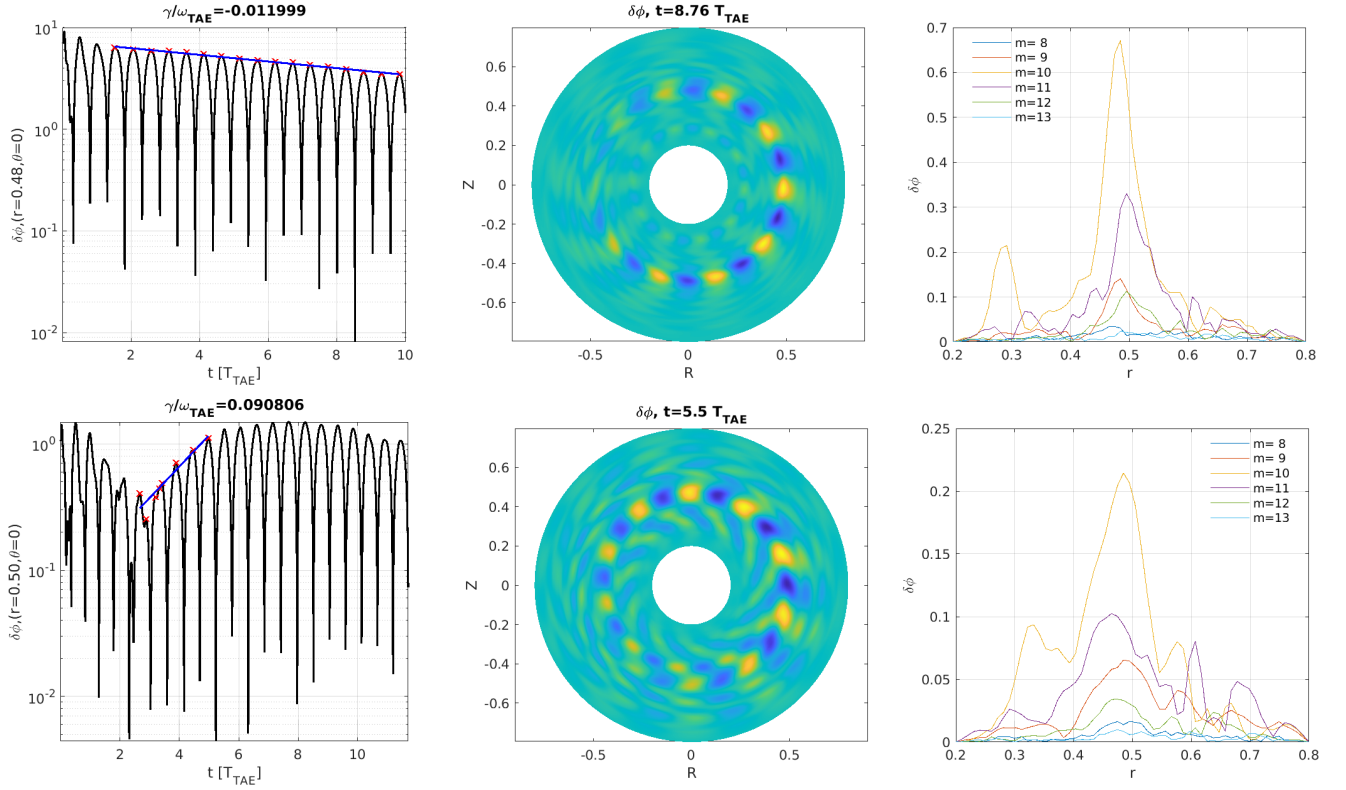 γ/ω_TAE=-0.011999
10^1
10^0
10^-1
10^-2
2
4
6
8
10
t [T_TAE]
δϕ,(r=0.48,θ=0)
δϕ, t=8.76 T_TAE
0.6
0.4
0.2
0
-0.2
-0.4
-0.6
-0.5
0
0.5
R
Z
0.7
0.6
0.5
0.4
0.3
0.2
0.1
0
0.2
0.3
0.4
0.5
0.6
0.7
0.8
r
δϕ
m= 8
m= 9
m=10
m=11
m=12
m=13
γ/ω_TAE=0.090806
10^0
10^-1
10^-2
2
4
6
8
10
t [T_TAE]
δϕ,(r=0.50,θ=0)
δϕ, t=5.5 T_TAE
0.6
0.4
0.2
0
-0.2
-0.4
-0.6
-0.5
0
0.5
R
Z
0.25
0.2
0.15
0.1
0.05
0
0.2
0.3
0.4
0.5
0.6
0.7
0.8
r
δϕ
m= 8
m= 9
m=10
m=11
m=12
m=13